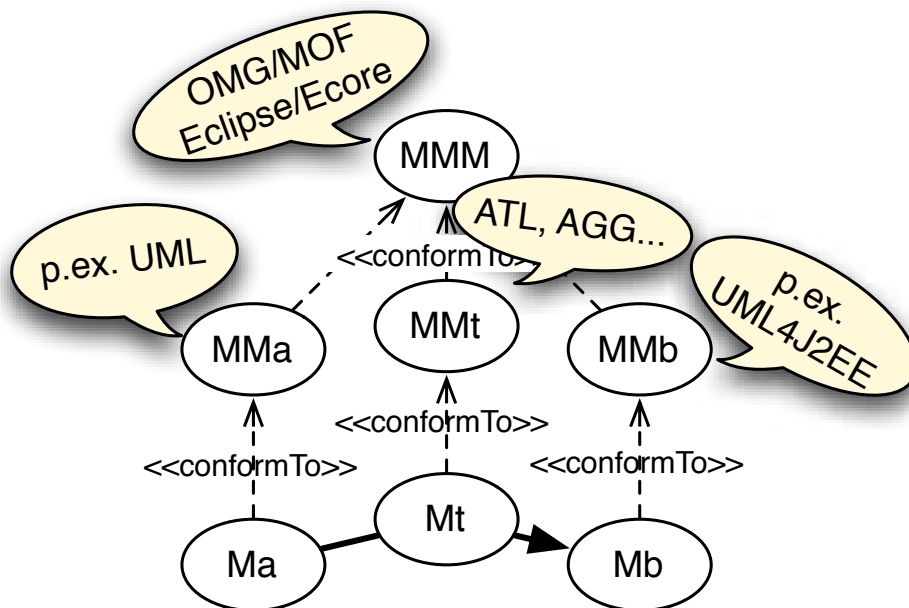 OMG/MOF
Eclipse/Ecore
MMM
ATL, AGG...
p.ex. UML
<<conformTo>>
p.ex.
UML4J2EE
MMa
MMt
MMb
<<conformTo>>
<<conformTo>>
<<conformTo>>
Mt
Ma
Mb